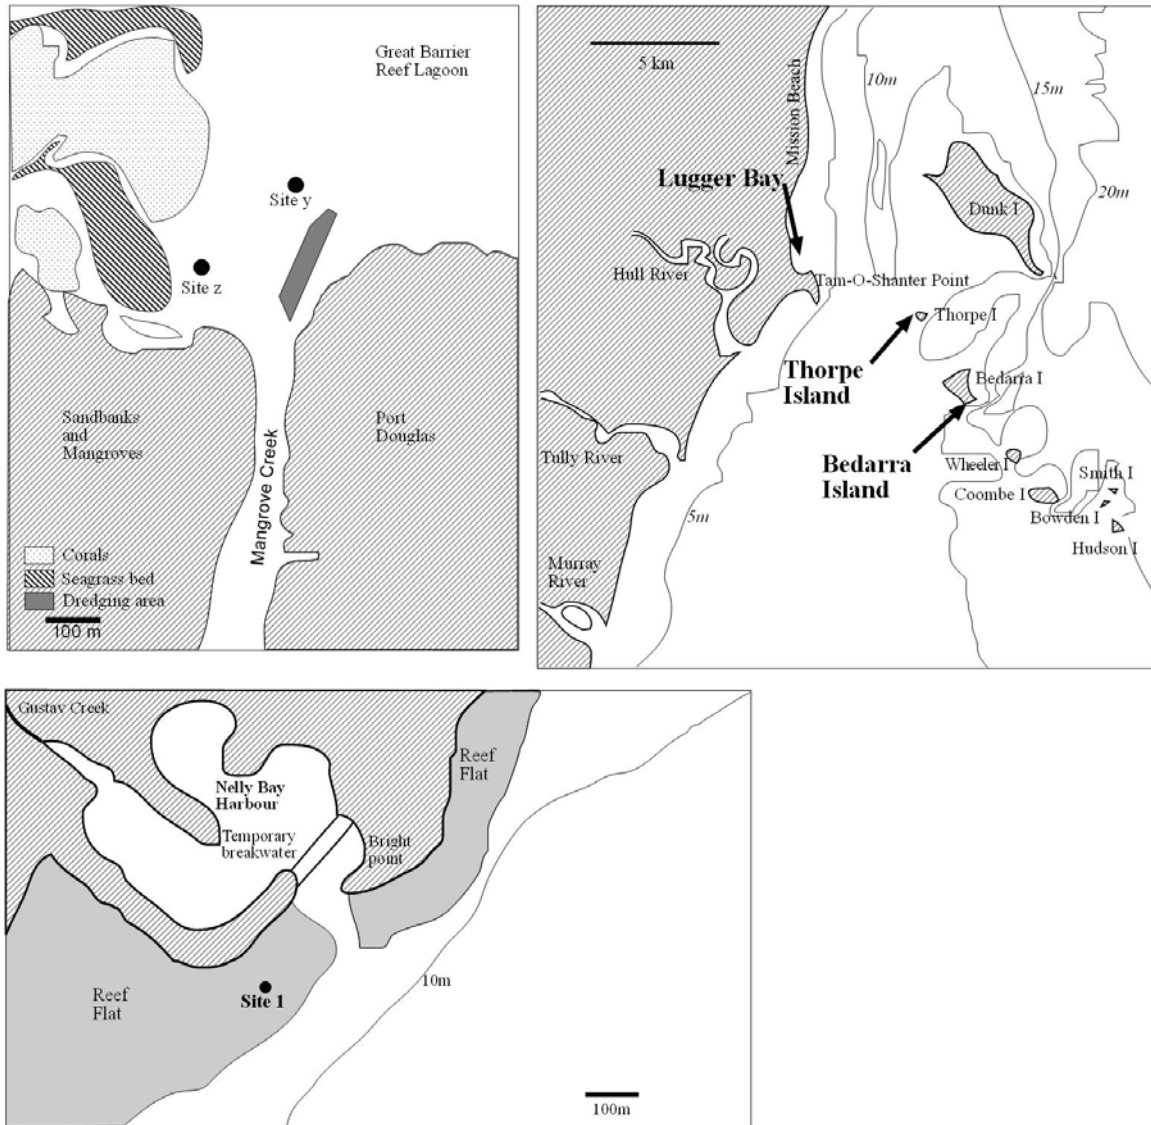 Great Barrier
Reef Lagoon
Site y
Site z
Sandbanks
and
Mangroves
Port
Douglas
Mangrove Creek
Corals
Seagrass bed
Dredging area
100 m
5 km
Mission Beach
10m
15m
20m
Lugger Bay
Dunk I
Hull River
Tam-O-Shanter Point
Thorpe I
Thorpe
Island
Bedarra I
Bedarra
Island
Tully River
Wheeler I
Smith I
Coombe I
Bowden I
5m
Hudson I
Murray
River
Gustav Creek
Reef
Flat
Nelly Bay
Harbour
Temporary
breakwater
Bright
point
10m
Reef
Flat
Site 1
100m